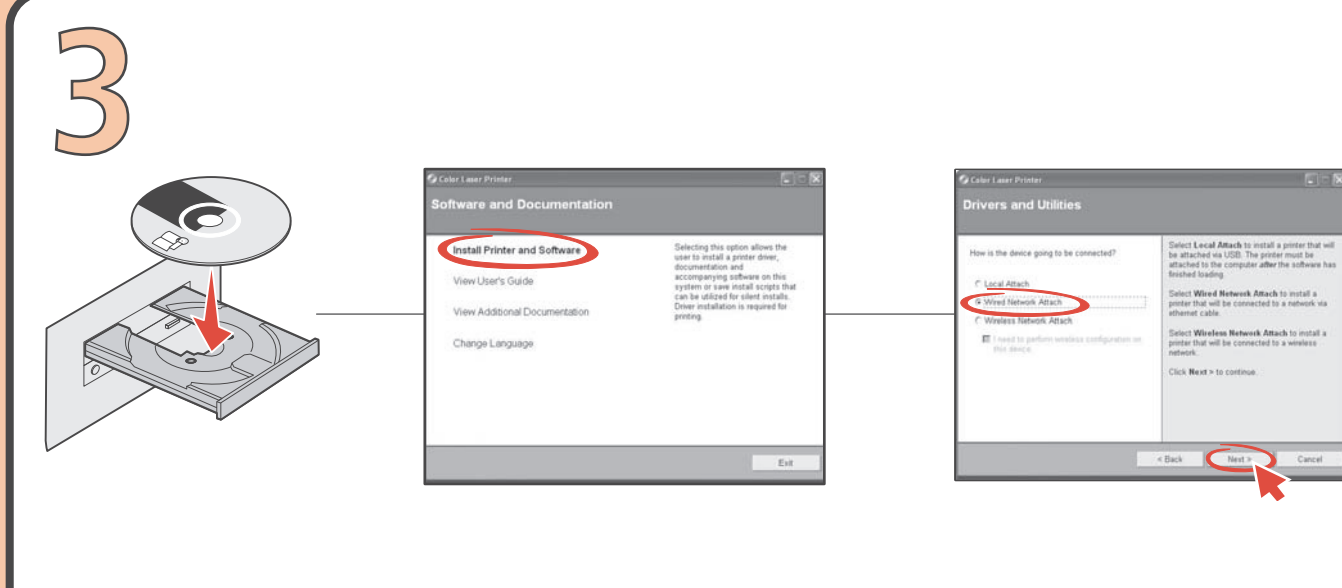 3
Color Laser Printer
Software and Documentation
Install Printer and Software
View User's Guide
View Additional Documentation
Change Language
Selecting this option allows the
user to install a printer driver,
documentation and
accompanying software on this
system or save install scripts that
can be utilized for silent installs.
Driver installation is required for
printing.
Exit
Color Laser Printer
Drivers and Utilities
How is the device going to be connected?
Local Attach
Wired Network Attach
Wireless Network Attach
I need to perform wireless configuration on
this device.
Select Local Attach to install a printer that will
be attached via USB. The printer must be
attached to the computer after the software has
finished loading.
Select Wired Network Attach to install a
printer that will be connected to a network via
ethernet cable.
Select Wireless Network Attach to install a
printer that will be connected to a wireless
network.
Click Next > to continue.
< Back
Next >
Cancel